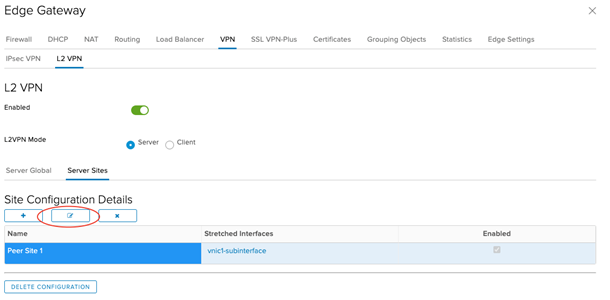 Edge Gateway
Firewall DHCP NAT Routing Load Balancer VPN SSL VPN-Plus Certificates Grouping Objects Statistics Edge Settings
IPsec VPN L2 VPN
L2 VPN
Enabled
L2VPN Mode Server Client
Server Global Server Sites
Site Configuration Details
Name Stretched Interfaces Enabled
Peer Site 1 vnic1-subinterface
DELETE CONFIGURATION